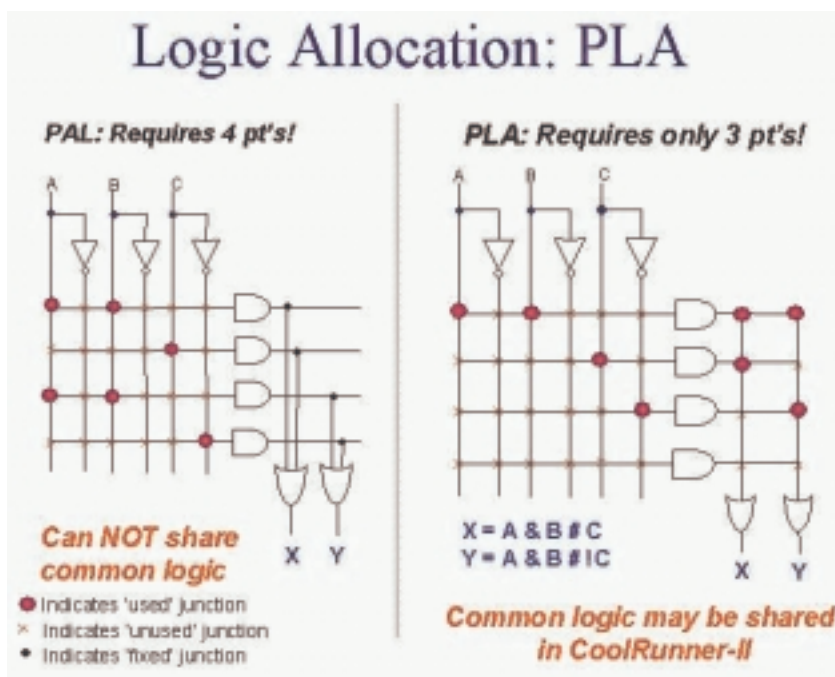 Logic Allocation: PLA
PAL: Requires 4 pt's!
A B C
X Y
Can NOT share
common logic
Indicates 'used' junction
Indicates 'unused' junction
Indicates 'fixed' junction
PLA: Requires only 3 pt's!
A B C
X = A & B # C
Y = A & B # !C
X Y
Common logic may be shared
in CoolRunner-II